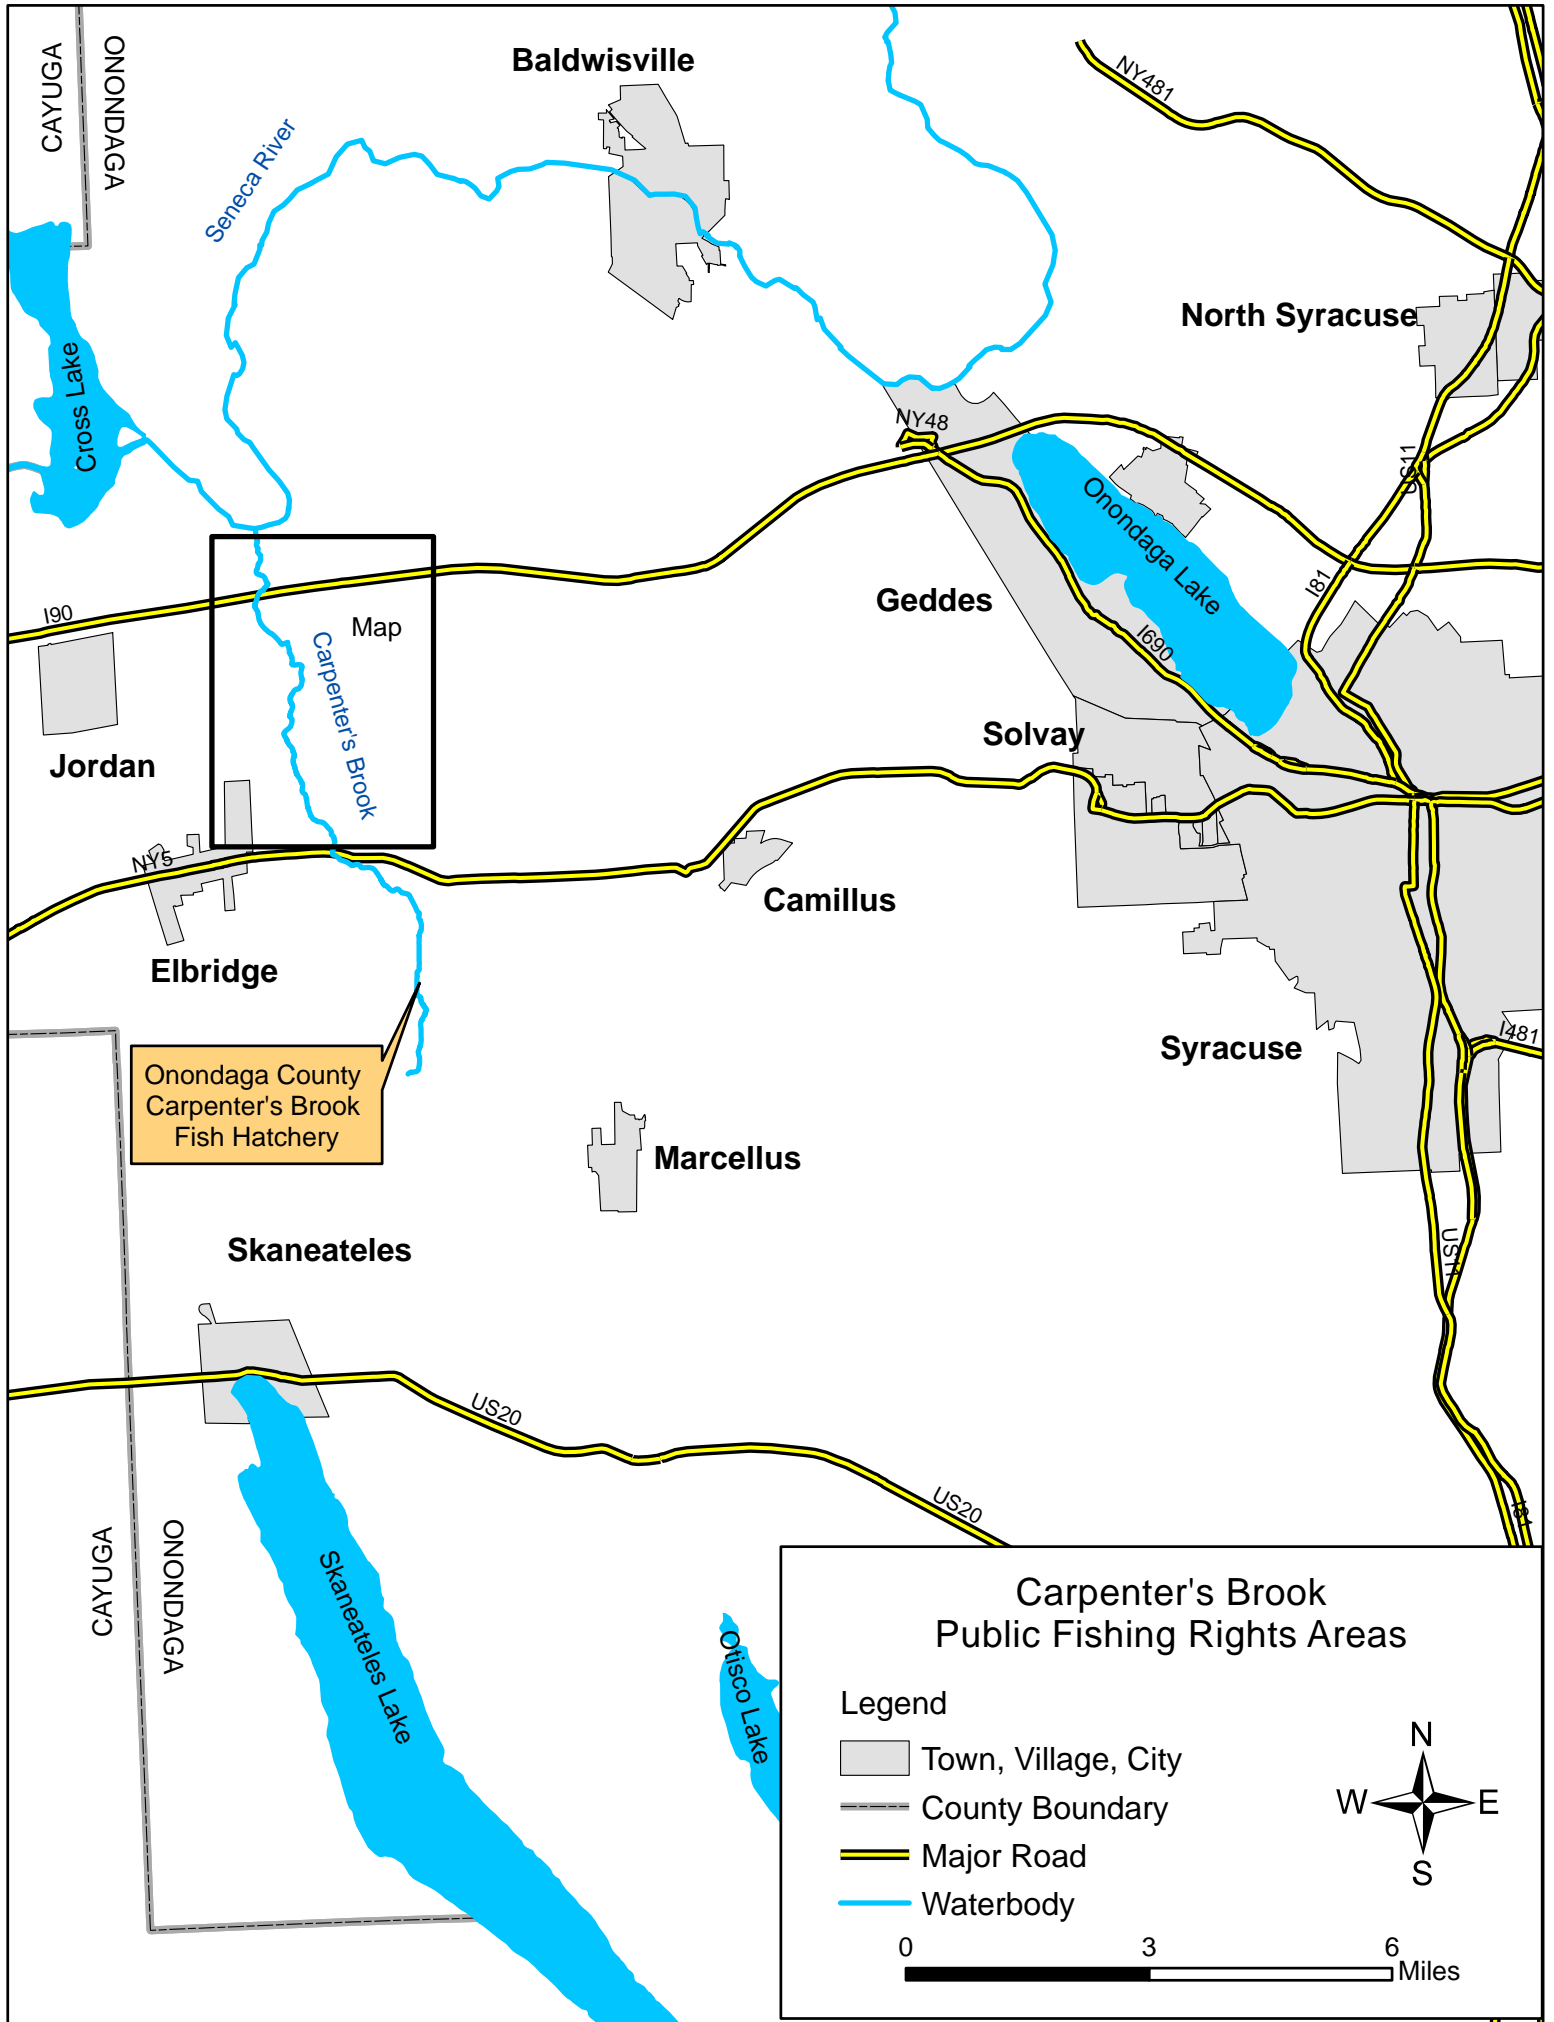 CAYUGA
ONONDAGA
Baldwisville
NY481
Seneca River
North Syracuse
Cross Lake
NY48
US11
Onondaga Lake
I81
Geddes
I90
Map
Carpenter's Brook
I690
Solvay
Jordan
NY5
Camillus
Elbridge
I481
Syracuse
Onondaga County
Carpenter's Brook
Fish Hatchery
Marcellus
Skaneateles
US11
US20
US20
I81
CAYUGA
ONONDAGA
Skaneateles Lake
Otisco Lake
Carpenter's Brook
Public Fishing Rights Areas
Legend
Town, Village, City
County Boundary
Major Road
Waterbody
N
W
E
S
0 3 6
Miles